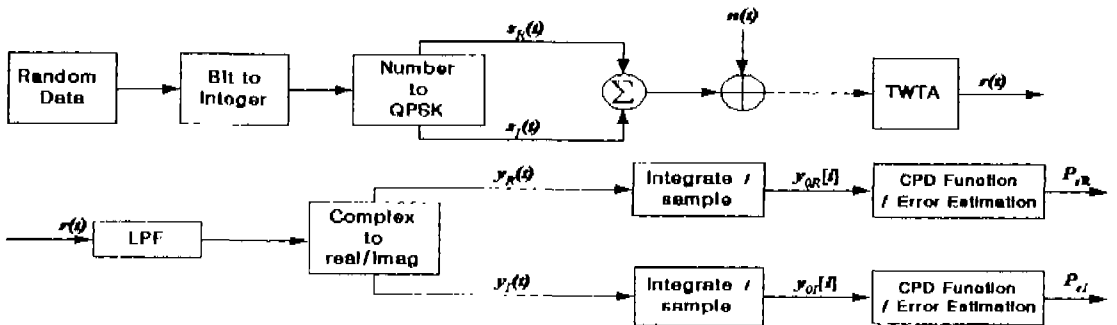 Random
Data
Bit to
Integer
Number
to
QPSK
s_R(t)
s_I(t)
Σ
n(t)
TWTA
r(t)
r(t)
LPF
Complex
to
real/Imag
y_R(t)
y_I(t)
Integrate /
sample
y_0R[i]
CPD Function
/ Error Estimation
P_eR
Integrate /
sample
y_0I[i]
CPD Function
/ Error Estimation
P_eI